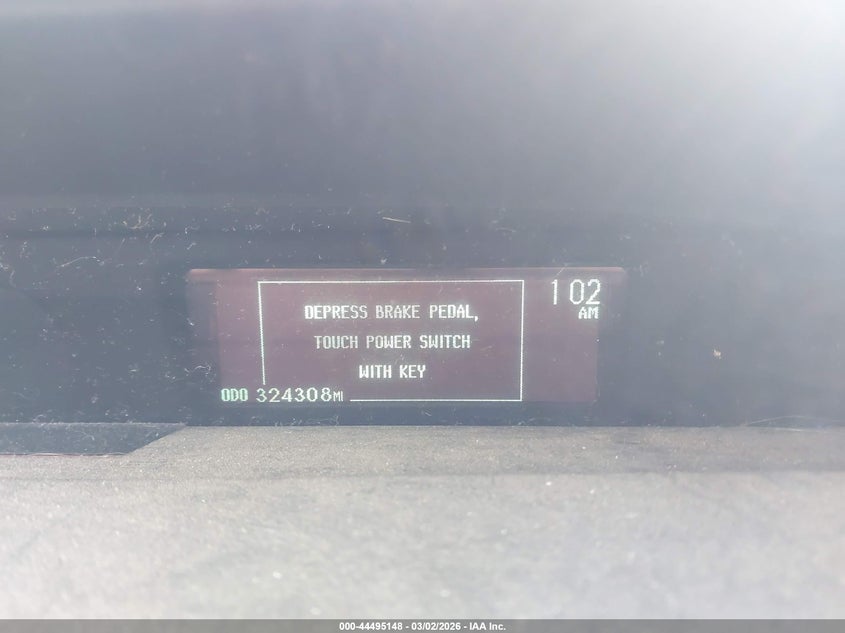 DEPRESS BRAKE PEDAL,
TOUCH POWER SWITCH
WITH KEY
1 02
AM
ODO 324308MI
000-44495148 - 03/02/2026 - IAA Inc.